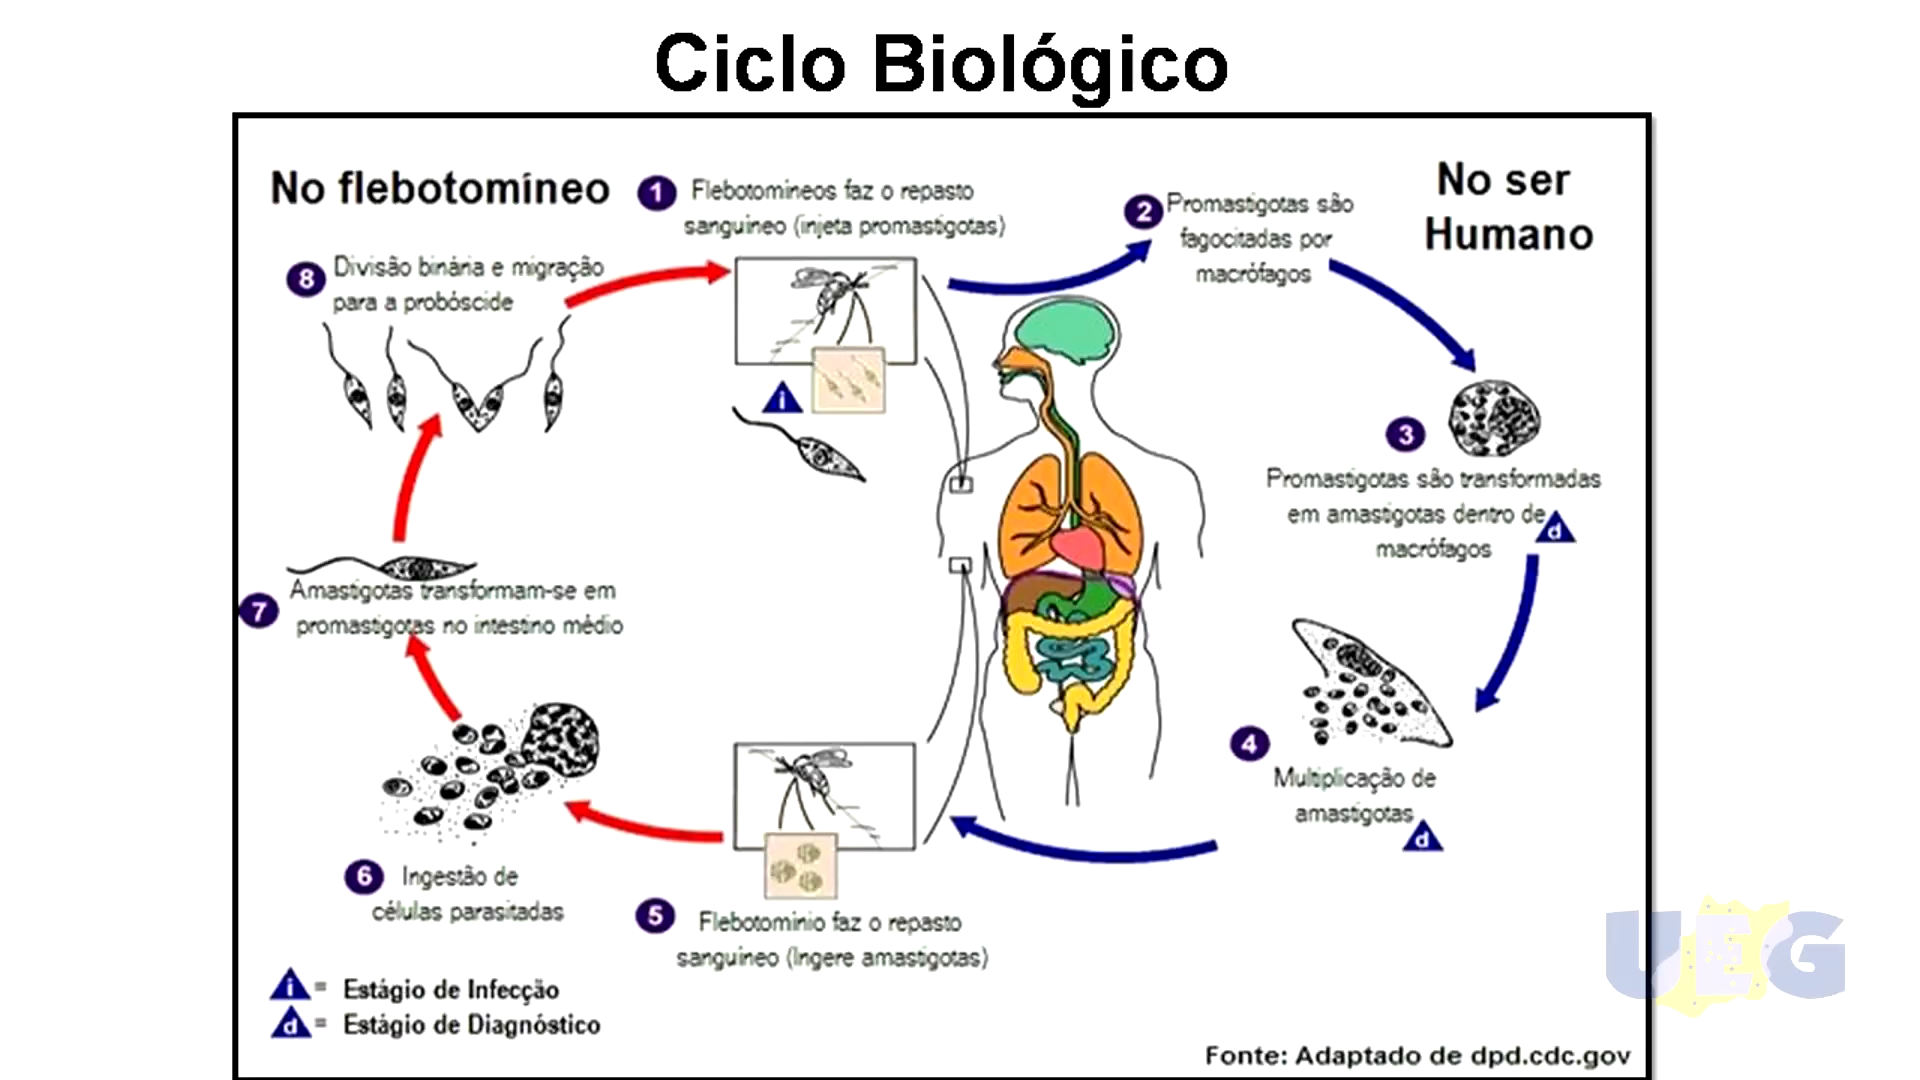 Ciclo Biológico
No flebotomíneo
1 Flebotomíneos faz o repasto
sanguíneo (injeta promastigotas)
2 Promastigotas são
fagocitadas por
macrófagos
No ser
Humano
8 Divisão binária e migração
para a probóscide
i
3
Promastigotas são transformadas
em amastigotas dentro de
macrófagos
d
7 Amastigotas transformam-se em
promastigotas no intestino médio
4
Multiplicação de
amastigotas
d
6 Ingestão de
células parasitadas
5 Flebotomínio faz o repasto
sanguíneo (Ingere amastigotas)
i = Estágio de Infecção
d = Estágio de Diagnóstico
UEG
Fonte: Adaptado de dpd.cdc.gov